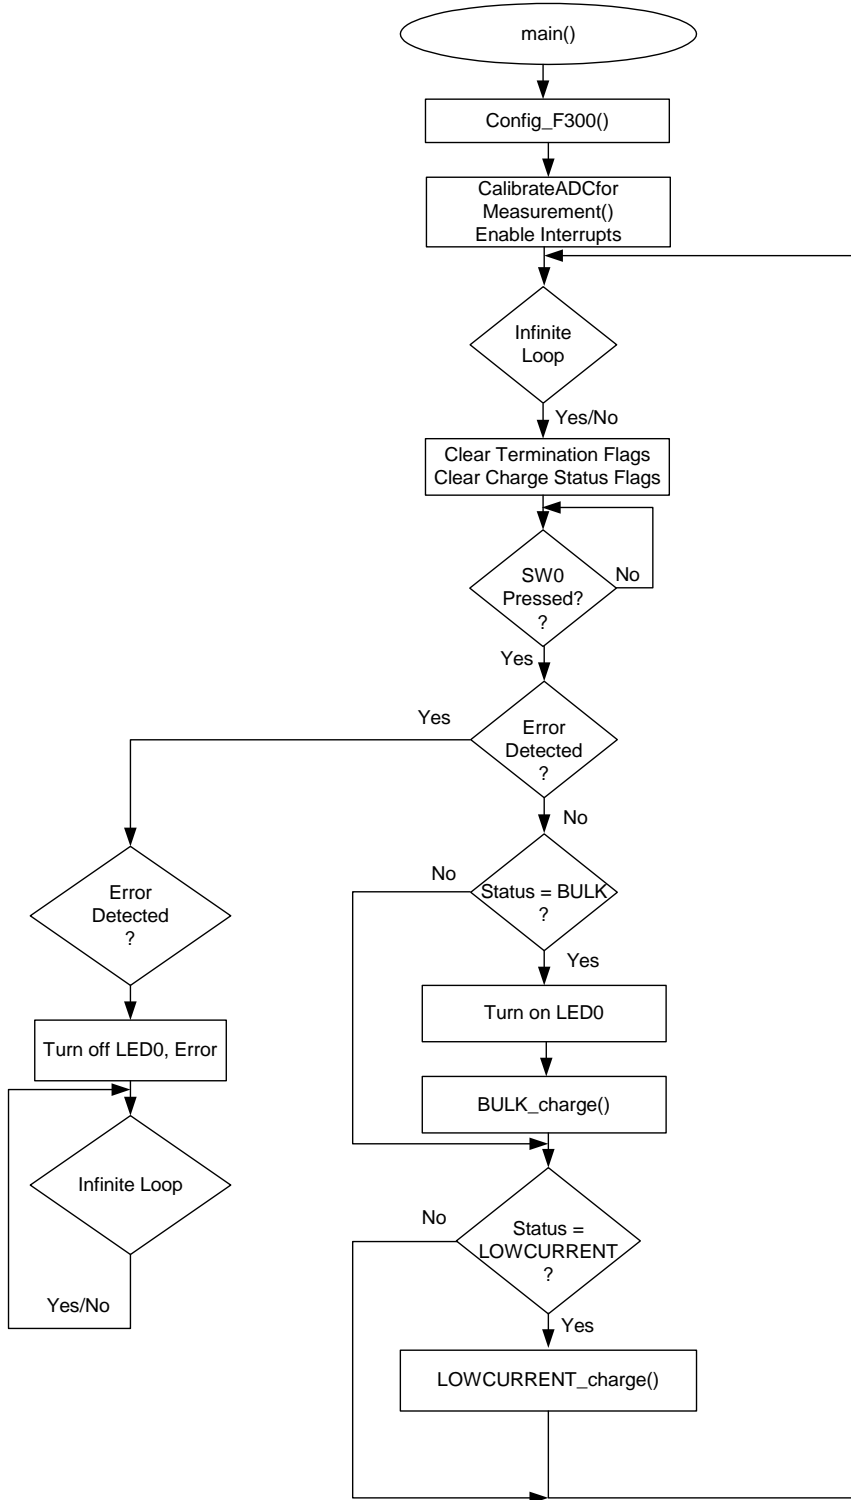 main()
Config_F300()
CalibrateADCfor
Measurement()
Enable Interrupts
Infinite
Loop
Yes/No
Clear Termination Flags
Clear Charge Status Flags
SW0
Pressed?
?
No
Yes
Error
Detected
?
Yes
No
Error
Detected
?
Status = BULK
?
No
Yes
Turn off LED0, Error
Turn on LED0
BULK_charge()
Infinite Loop
Yes/No
Status =
LOWCURRENT
?
No
Yes
LOWCURRENT_charge()